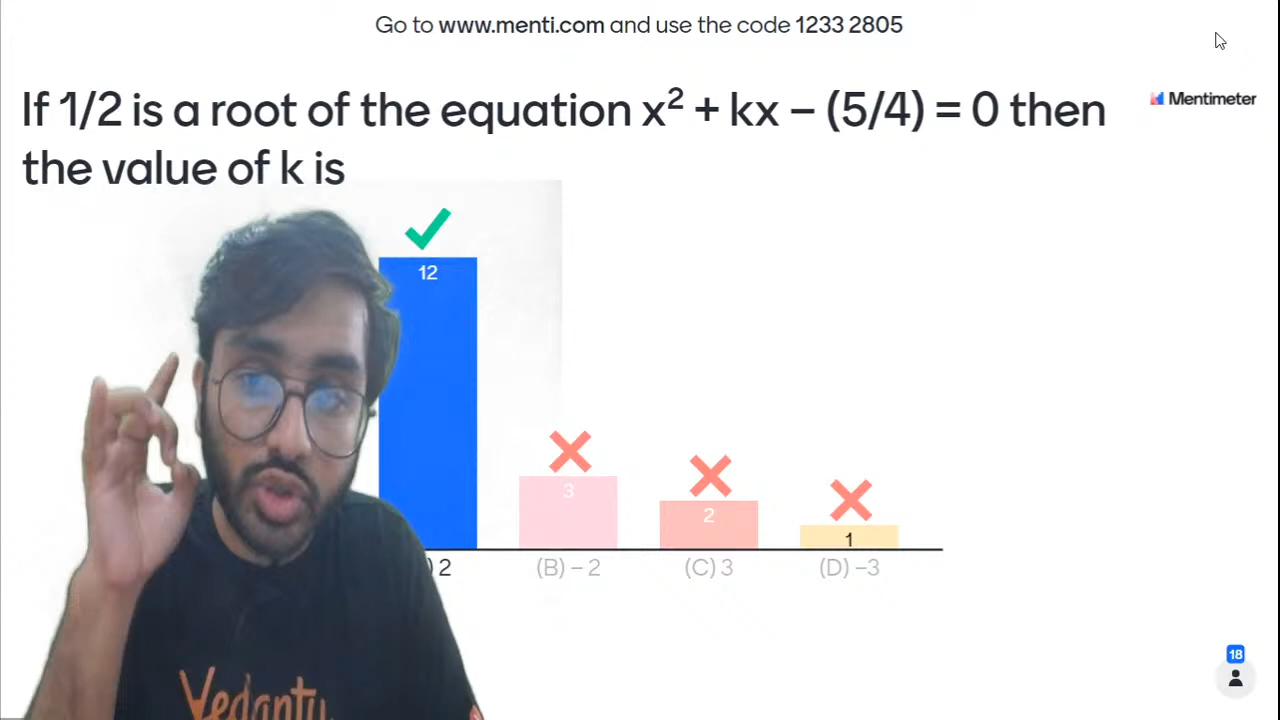 Go to www.menti.com and use the code 1233 2805
Mentimeter
If 1/2 is a root of the equation x² + kx – (5/4) = 0 then
the value of k is
12
3
2
1
) 2
(B) – 2
(C) 3
(D) –3
18
Vedantu